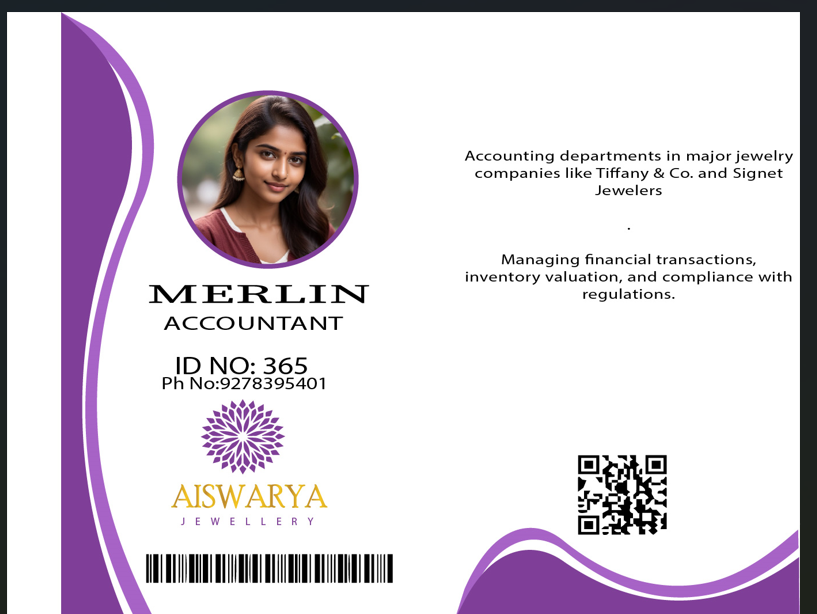 MERLIN
ACCOUNTANT
ID NO: 365
Ph No:9278395401
AISWARYA
JEWELLERY
Accounting departments in major jewelry
companies like Tiffany & Co. and Signet
Jewelers
.
Managing financial transactions,
inventory valuation, and compliance with
regulations.